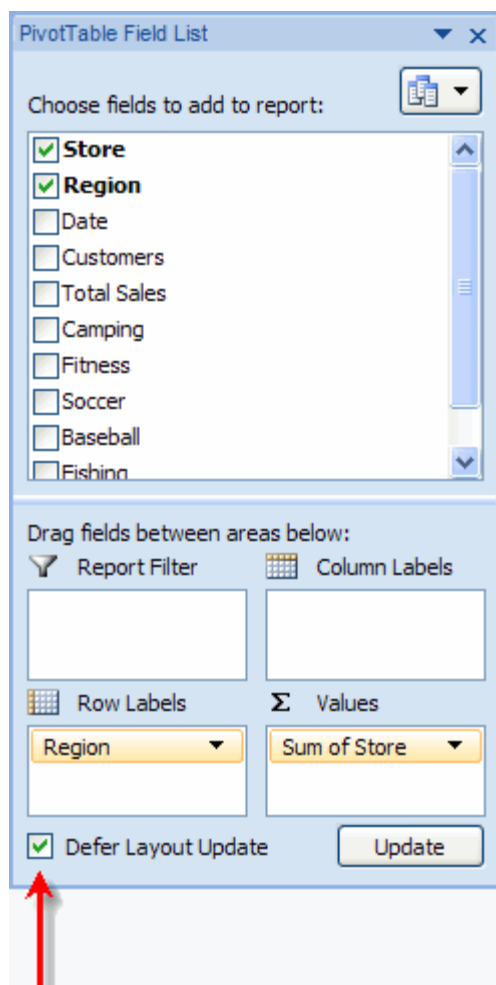 PivotTable Field List
Choose fields to add to report:
Store
Region
Date
Customers
Total Sales
Camping
Fitness
Soccer
Baseball
Fishing
Drag fields between areas below:
Report Filter Column Labels
Row Labels Σ Values
Region Sum of Store
Defer Layout Update Update